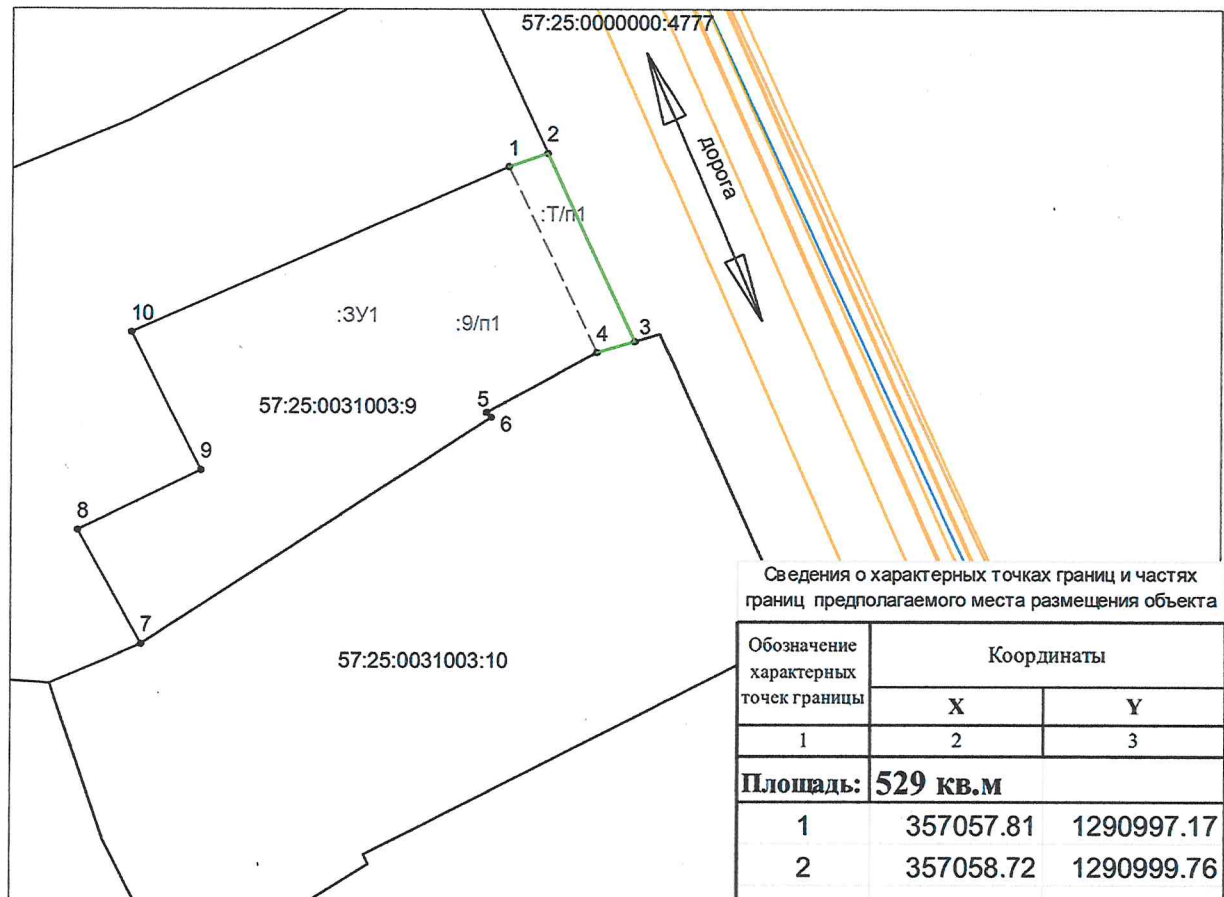 57:25:0000000:4777
дорога
1
2
:Т/п1
10
:ЗУ1
:9/п1
4
3
57:25:0031003:9
5
6
9
8
7
57:25:0031003:10
Сведения о характерных точках границ и частях
границ предполагаемого места размещения объекта
Обозначение
характерных
точек границы
Координаты
X
Y
1
2
3
Площадь: 529 кв.м
1 357057.81 1290997.17
2 357058.72 1290999.76